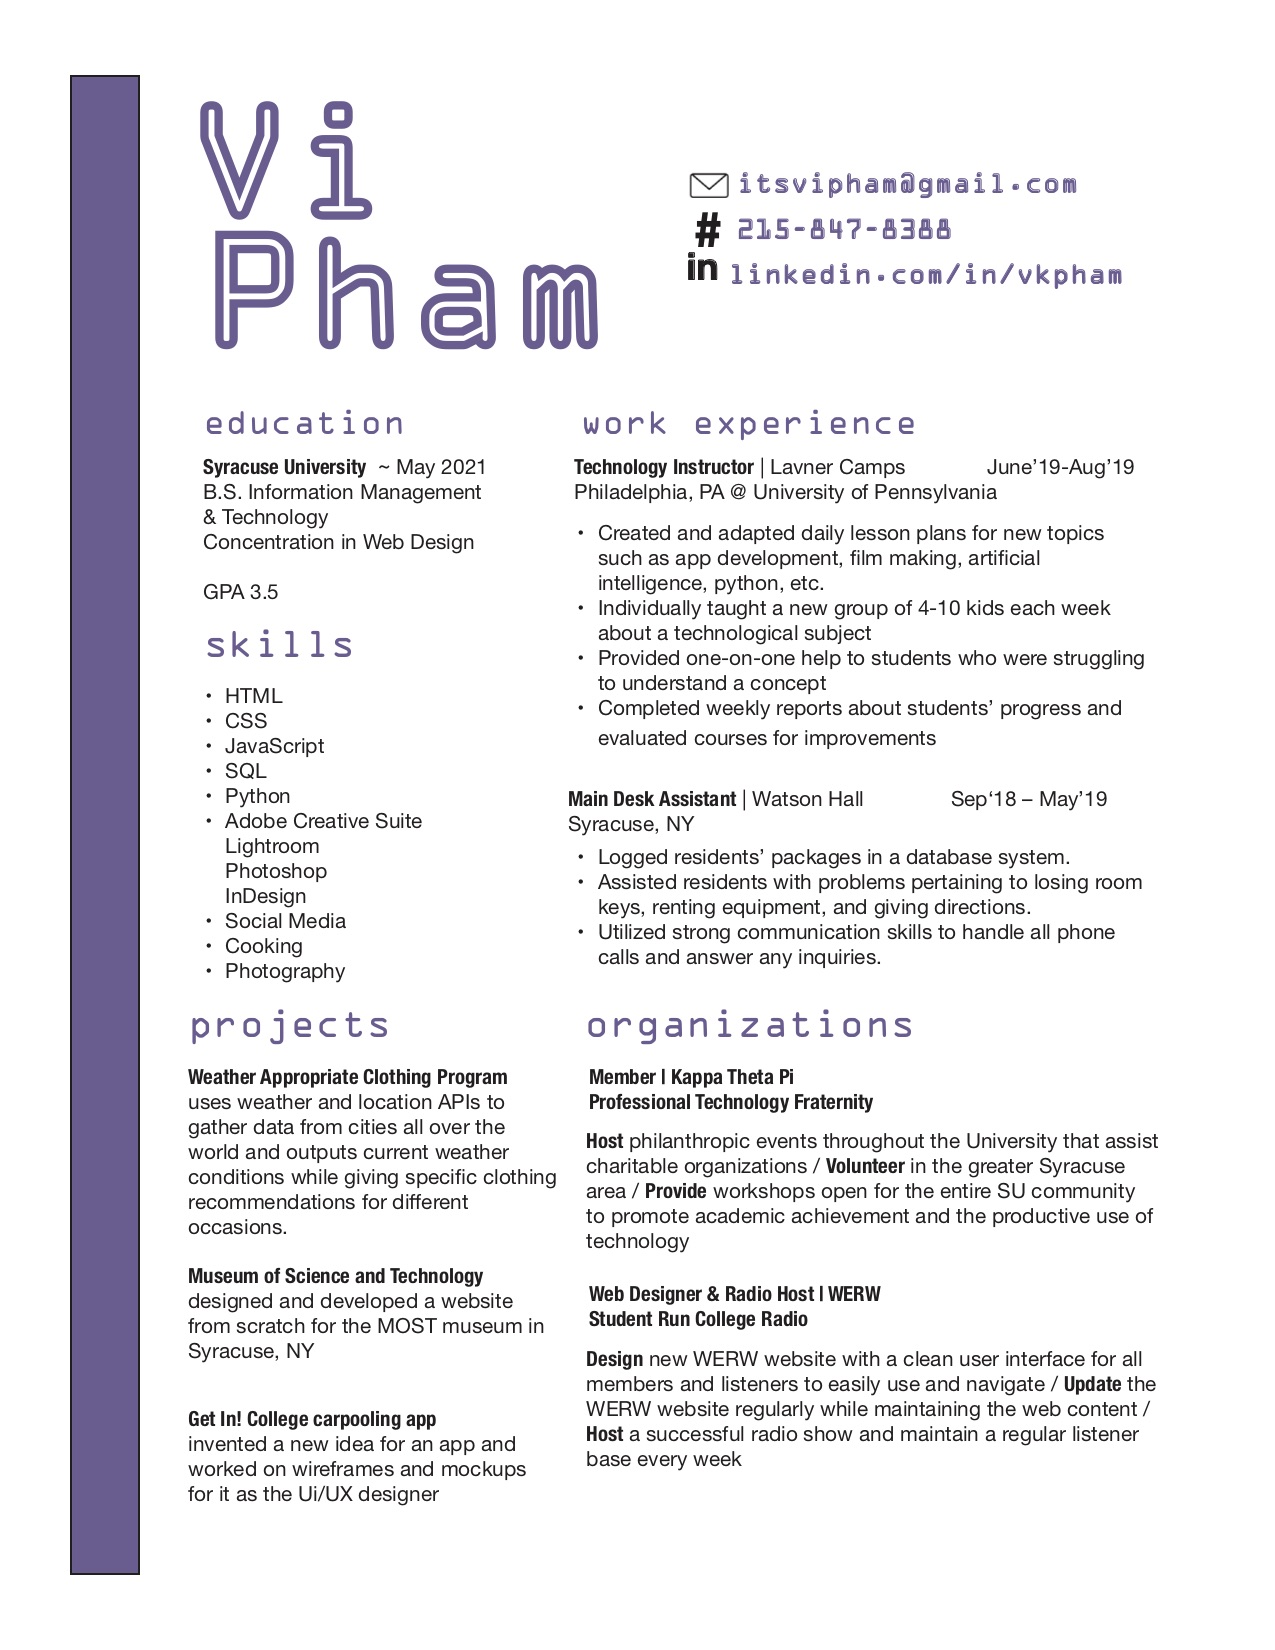 Vi
Pham
itsvipham@gmail.com
# 215-847-8388
in linkedin.com/in/vkpham
education
Syracuse University ~ May 2021
B.S. Information Management
& Technology
Concentration in Web Design
GPA 3.5
skills
• HTML
• CSS
• JavaScript
• SQL
• Python
• Adobe Creative Suite
Lightroom
Photoshop
InDesign
• Social Media
• Cooking
• Photography
projects
Weather Appropriate Clothing Program
uses weather and location APIs to
gather data from cities all over the
world and outputs current weather
conditions while giving specific clothing
recommendations for different
occasions.
Museum of Science and Technology
designed and developed a website
from scratch for the MOST museum in
Syracuse, NY
Get In! College carpooling app
invented a new idea for an app and
worked on wireframes and mockups
for it as the Ui/UX designer
work experience
Technology Instructor | Lavner Camps June’19-Aug’19
Philadelphia, PA @ University of Pennsylvania
• Created and adapted daily lesson plans for new topics
such as app development, film making, artificial
intelligence, python, etc.
• Individually taught a new group of 4-10 kids each week
about a technological subject
• Provided one-on-one help to students who were struggling
to understand a concept
• Completed weekly reports about students’ progress and
evaluated courses for improvements
Main Desk Assistant | Watson Hall Sep‘18 – May’19
Syracuse, NY
• Logged residents’ packages in a database system.
• Assisted residents with problems pertaining to losing room
keys, renting equipment, and giving directions.
• Utilized strong communication skills to handle all phone
calls and answer any inquiries.
organizations
Member | Kappa Theta Pi
Professional Technology Fraternity
Host philanthropic events throughout the University that assist
charitable organizations / Volunteer in the greater Syracuse
area / Provide workshops open for the entire SU community
to promote academic achievement and the productive use of
technology
Web Designer & Radio Host | WERW
Student Run College Radio
Design new WERW website with a clean user interface for all
members and listeners to easily use and navigate / Update the
WERW website regularly while maintaining the web content /
Host a successful radio show and maintain a regular listener
base every week